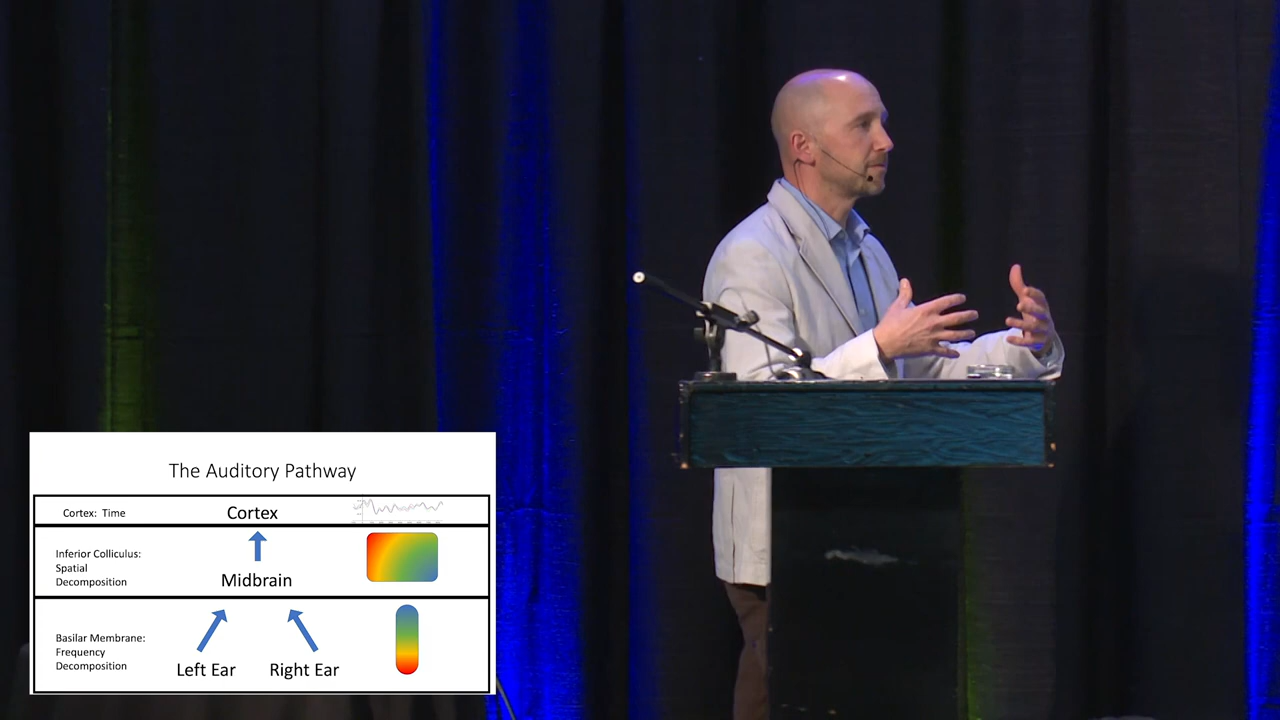 The Auditory Pathway
Cortex: Time
Cortex
Inferior Colliculus:
Spatial
Decomposition
Midbrain
Basilar Membrane:
Frequency
Decomposition
Left Ear
Right Ear